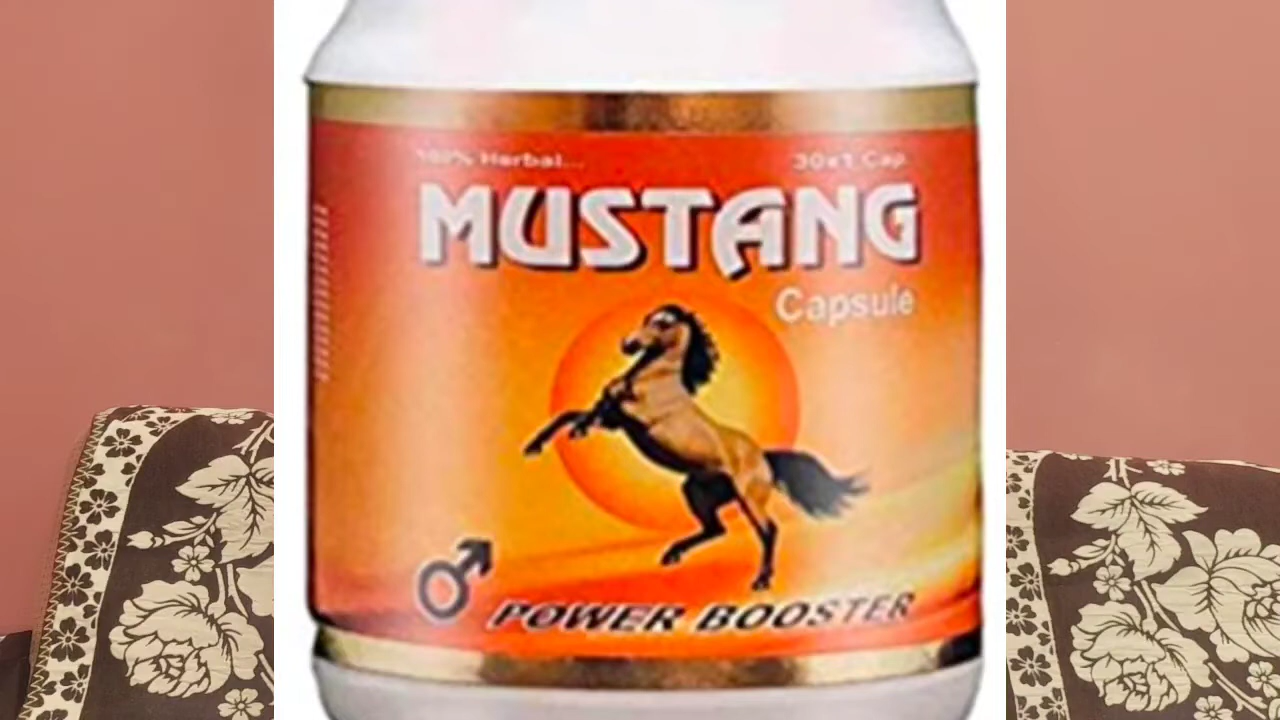 100% Herbal...
30x1 Cap.
MUSTANG
Capsule
POWER BOOSTER